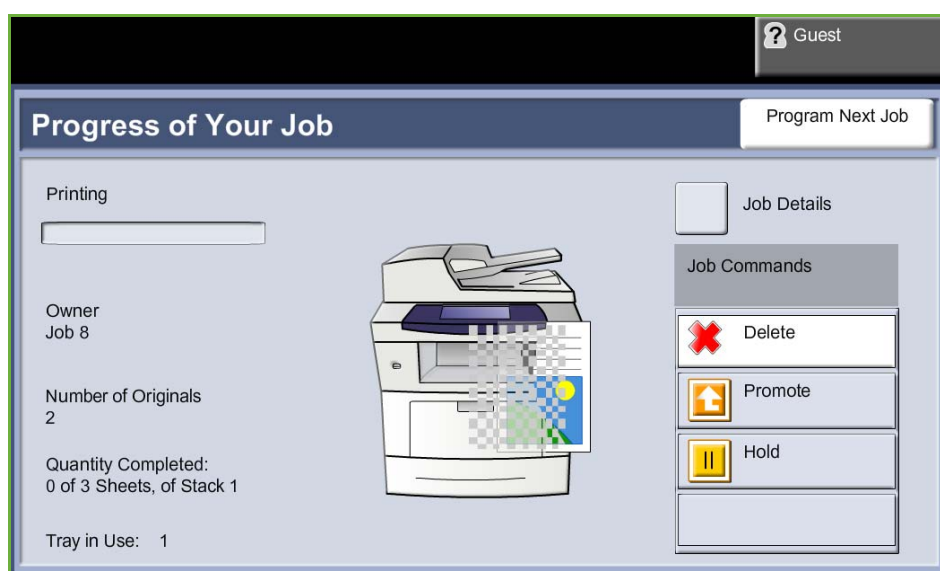 Guest
Progress of Your Job
Program Next Job
Printing
Job Details
Job Commands
Owner
Job 8
Delete
Number of Originals
2
Promote
Quantity Completed:
0 of 3 Sheets, of Stack 1
Hold
Tray in Use: 1